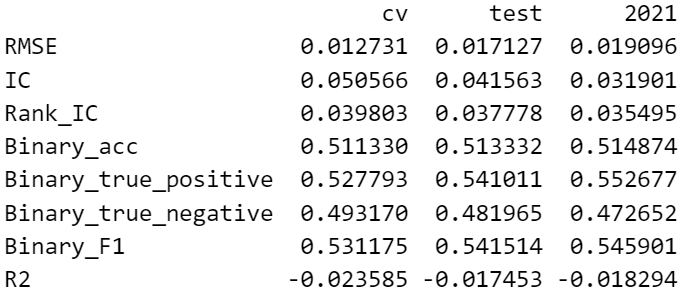 cv test 2021
RMSE 0.012731 0.017127 0.019096
IC 0.050566 0.041563 0.031901
Rank_IC 0.039803 0.037778 0.035495
Binary_acc 0.511330 0.513332 0.514874
Binary_true_positive 0.527793 0.541011 0.552677
Binary_true_negative 0.493170 0.481965 0.472652
Binary_F1 0.531175 0.541514 0.545901
R2 -0.023585 -0.017453 -0.018294